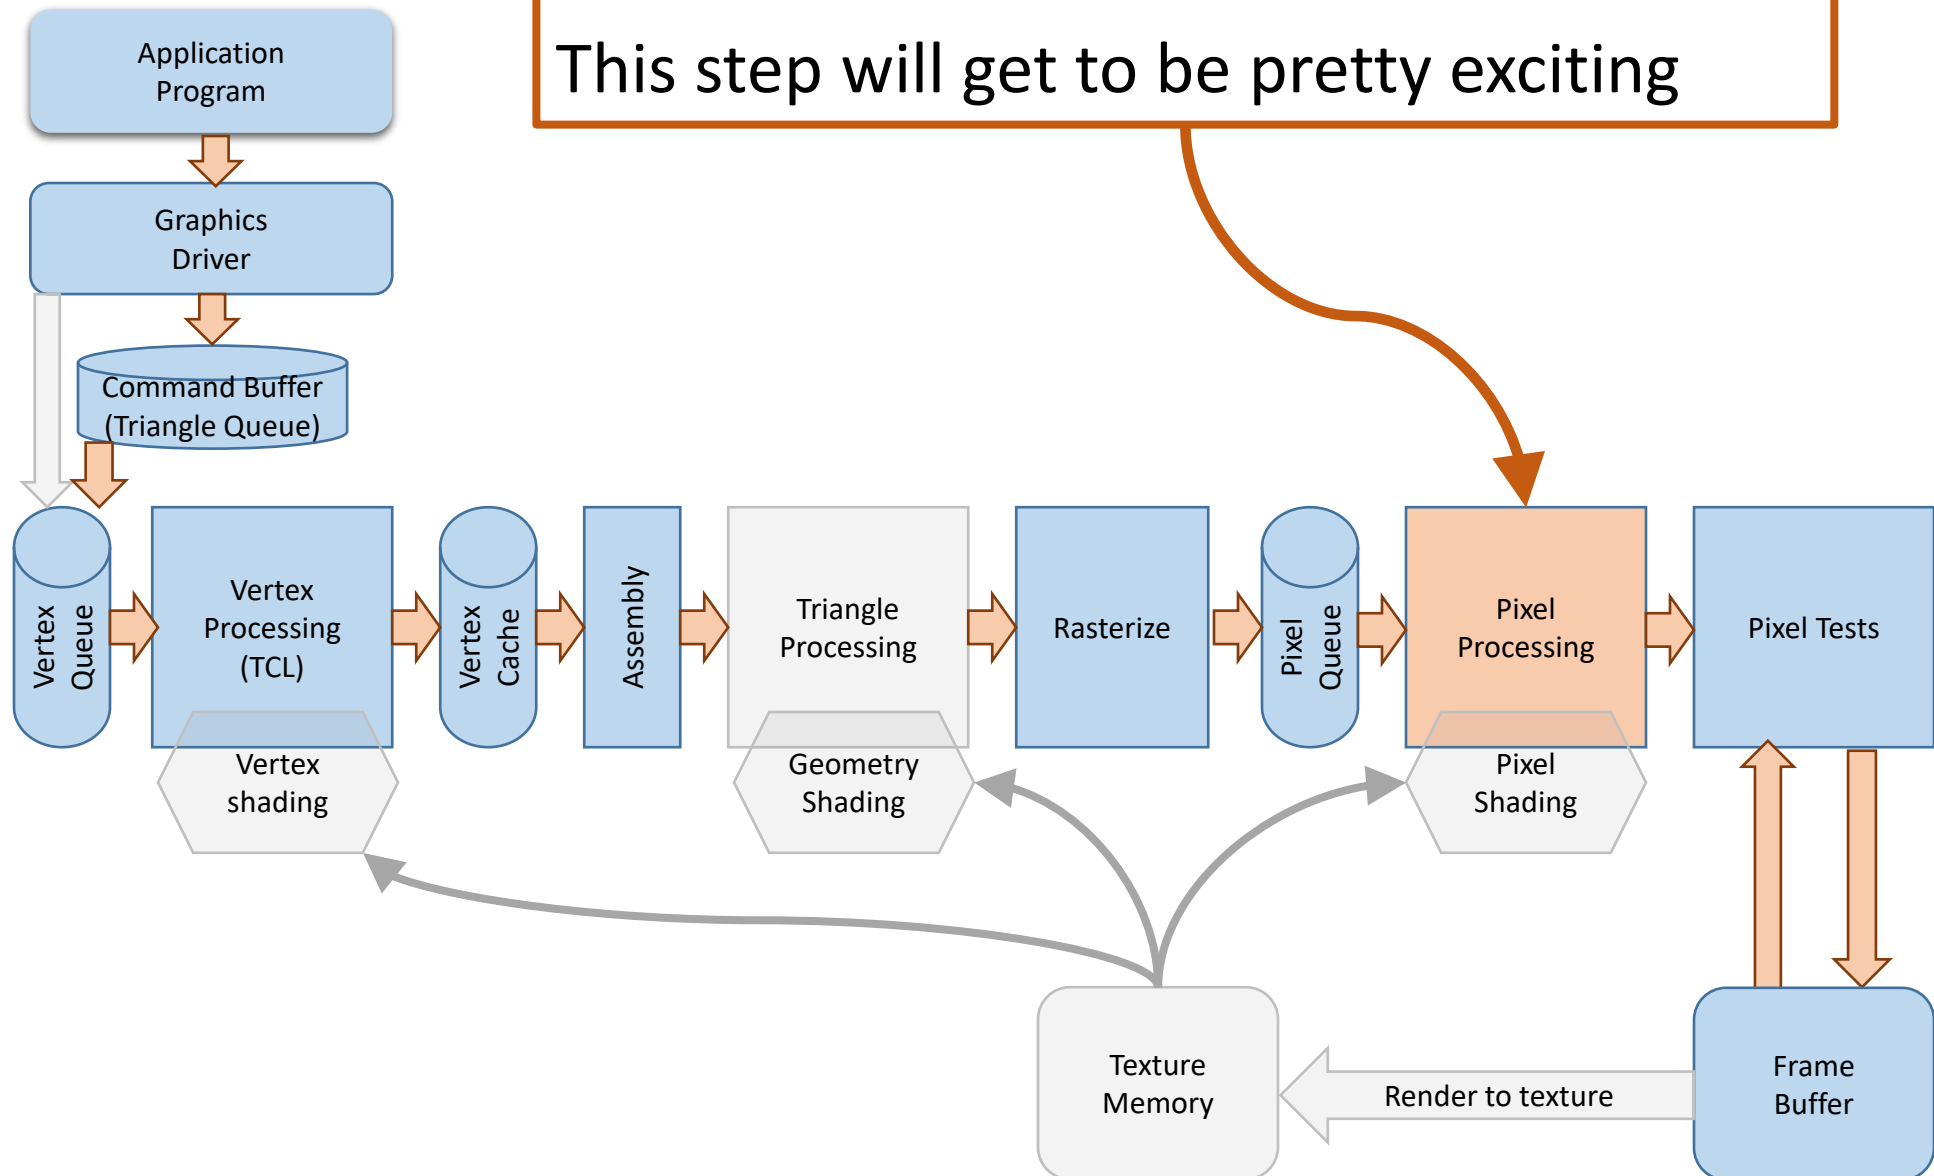 This step will get to be pretty exciting
Application
Program
Graphics
Driver
Command Buffer
(Triangle Queue)
Vertex
Queue
Vertex
Processing
(TCL)
Vertex
Cache
Assembly
Triangle
Processing
Rasterize
Pixel
Queue
Pixel
Processing
Pixel Tests
Vertex
shading
Geometry
Shading
Pixel
Shading
Texture
Memory
Render to texture
Frame
Buffer